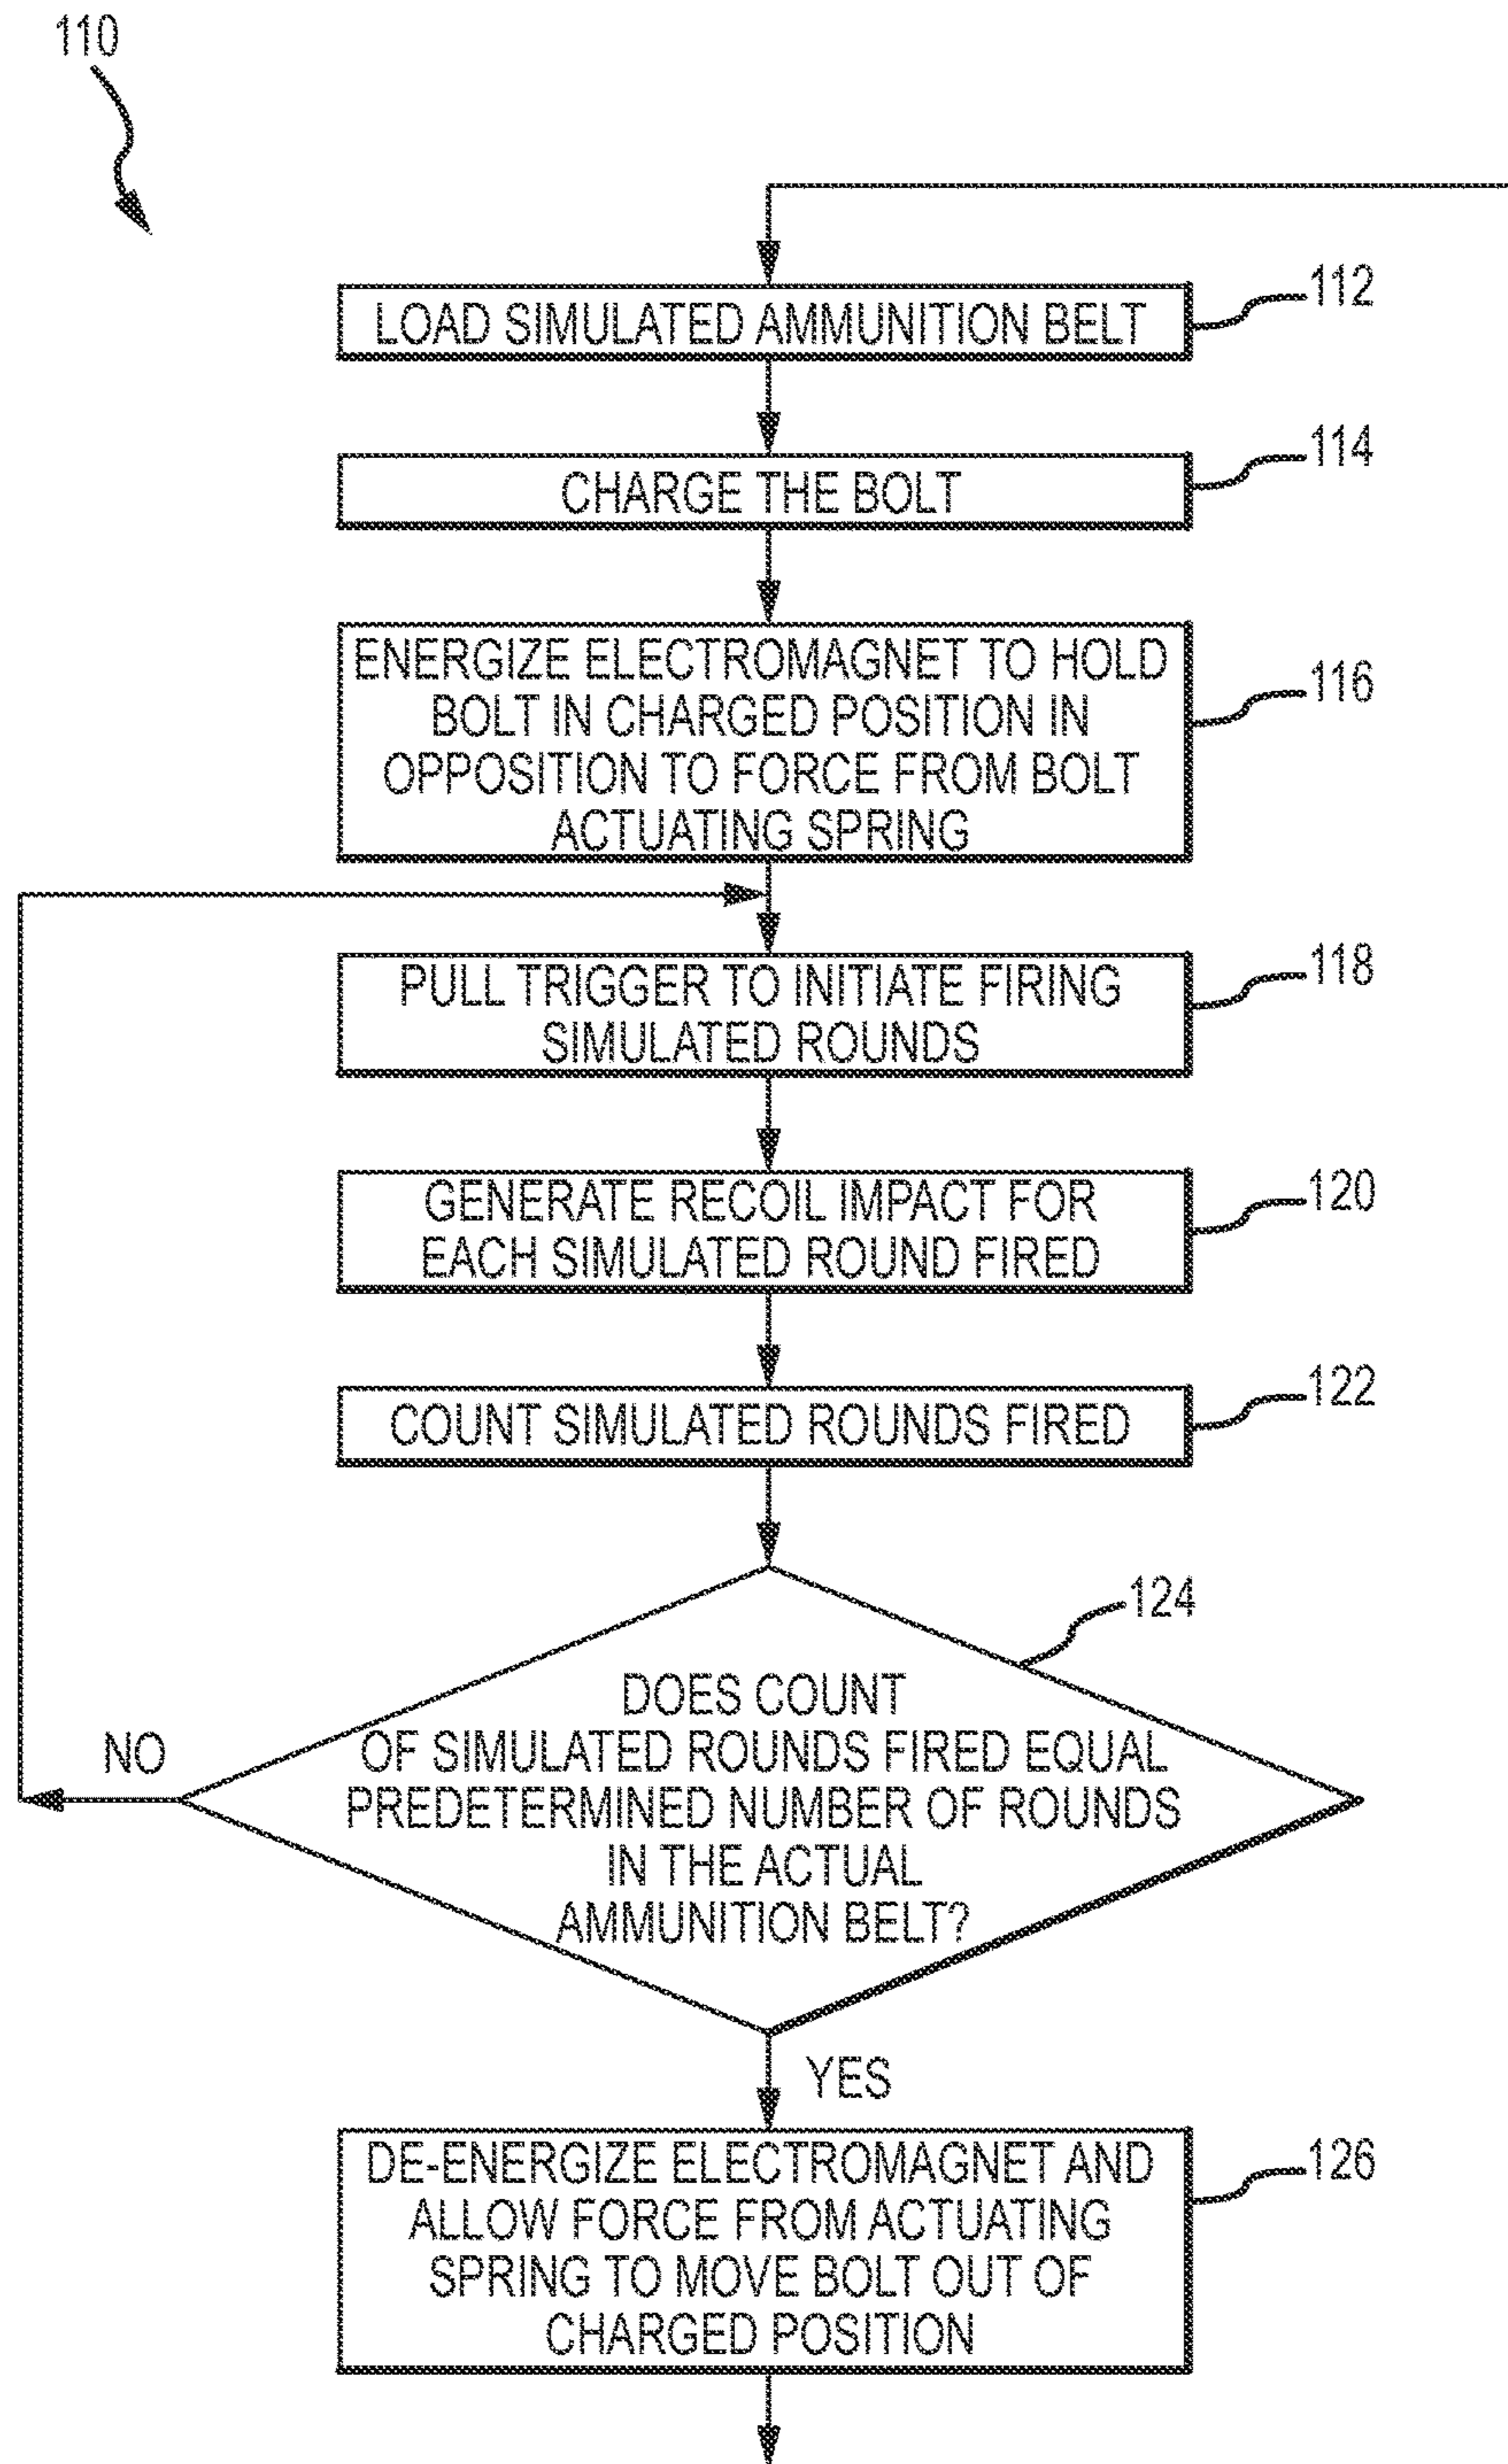 110
LOAD SIMULATED AMMUNITION BELT
112
CHARGE THE BOLT
114
ENERGIZE ELECTROMAGNET TO HOLD
BOLT IN CHARGED POSITION IN
OPPOSITION TO FORCE FROM BOLT
ACTUATING SPRING
116
PULL TRIGGER TO INITIATE FIRING
SIMULATED ROUNDS
118
GENERATE RECOIL IMPACT FOR
EACH SIMULATED ROUND FIRED
120
COUNT SIMULATED ROUNDS FIRED
122
124
DOES COUNT
OF SIMULATED ROUNDS FIRED EQUAL
PREDETERMINED NUMBER OF ROUNDS
IN THE ACTUAL
AMMUNITION BELT?
NO
YES
DE-ENERGIZE ELECTROMAGNET AND
ALLOW FORCE FROM ACTUATING
SPRING TO MOVE BOLT OUT OF
CHARGED POSITION
126